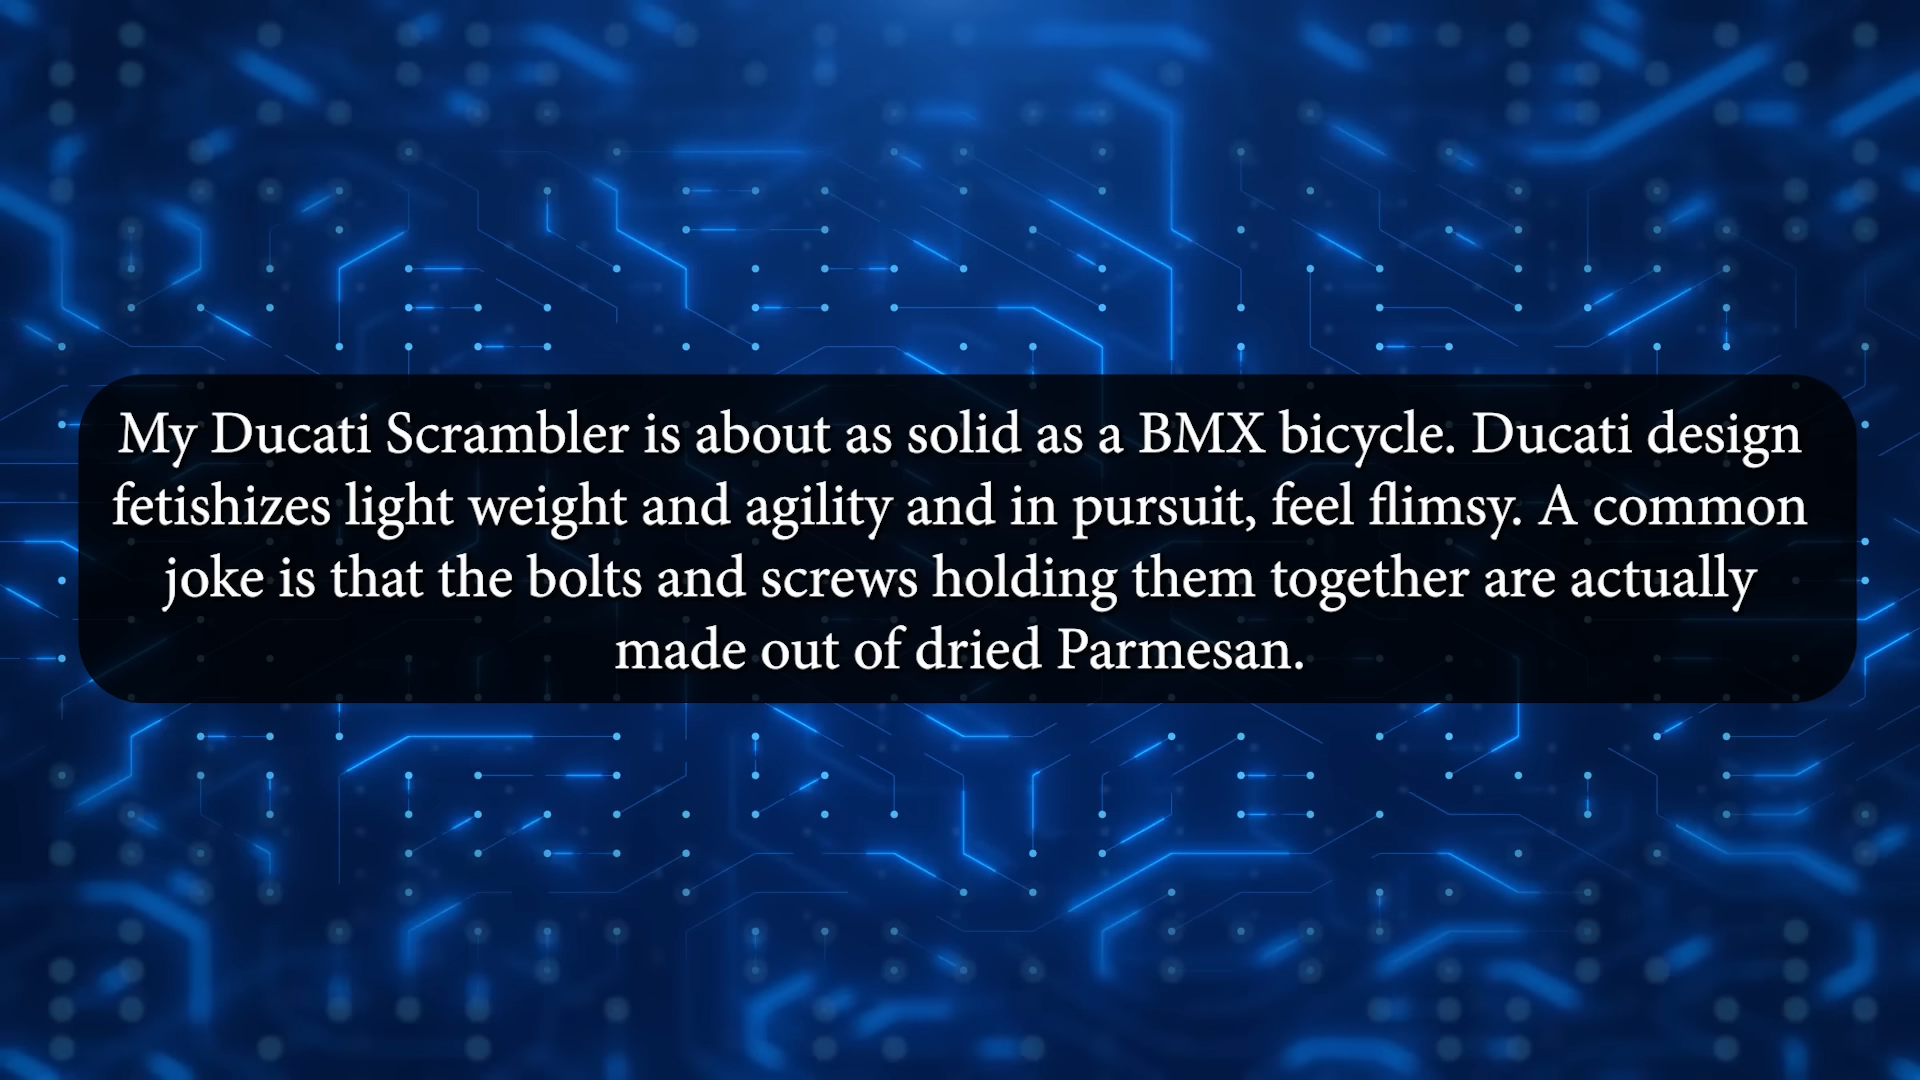 My Ducati Scrambler is about as solid as a BMX bicycle. Ducati design
fetishizes light weight and agility and in pursuit, feel flimsy. A common
joke is that the bolts and screws holding them together are actually
made out of dried Parmesan.